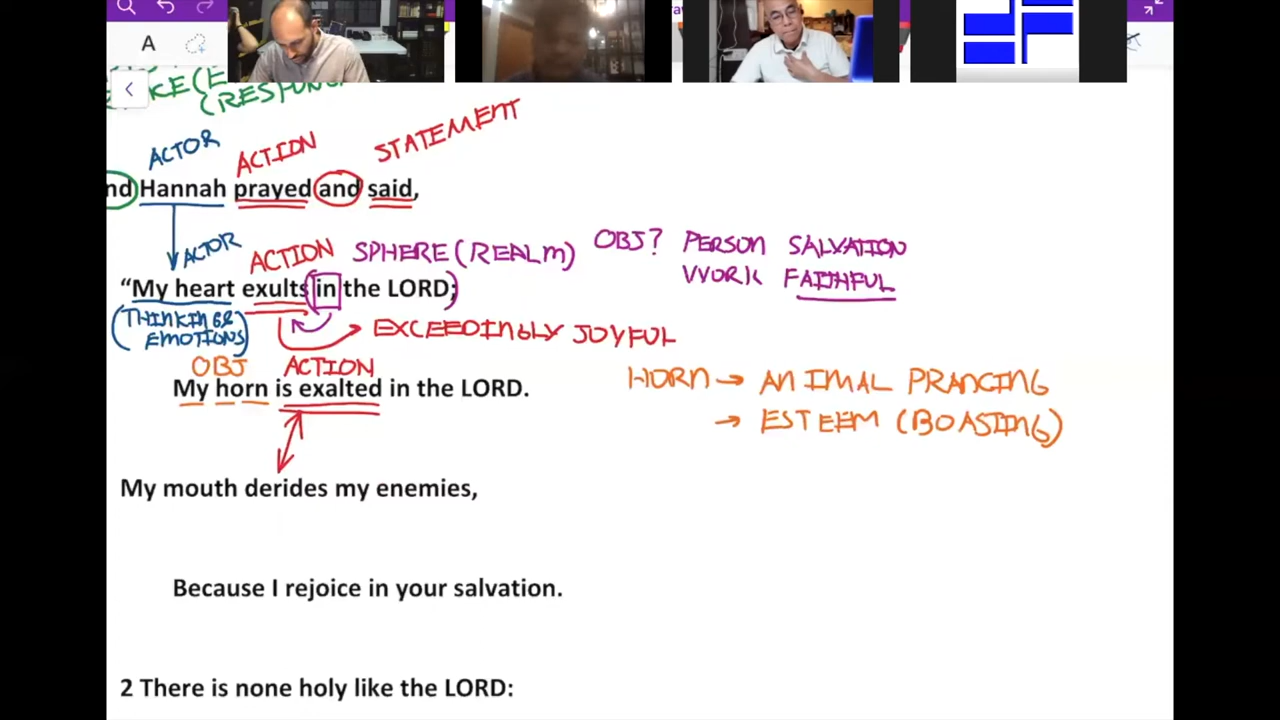 A
(RESPONSE
ACTOR ACTION STATEMENT
nd Hannah prayed and said,
ACTOR ACTION SPHERE (REALM) OBJ? PERSON SALVATION
WORK FAITHFUL
“My heart exults in the LORD;
(THINKING & EMOTIONS) EXCEEDINGLY JOYFUL
OBJ ACTION
My horn is exalted in the LORD. HORN → ANIMAL PRANCING
→ ESTEEM (BOASTING)
My mouth derides my enemies,
Because I rejoice in your salvation.
2 There is none holy like the LORD: